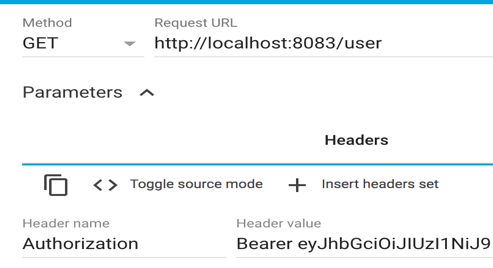 Method Request URL
GET http://localhost:8083/user
Parameters
Headers
Toggle source mode Insert headers set
Header name Header value
Authorization Bearer eyJhbGciOiJIUzI1NiJ9